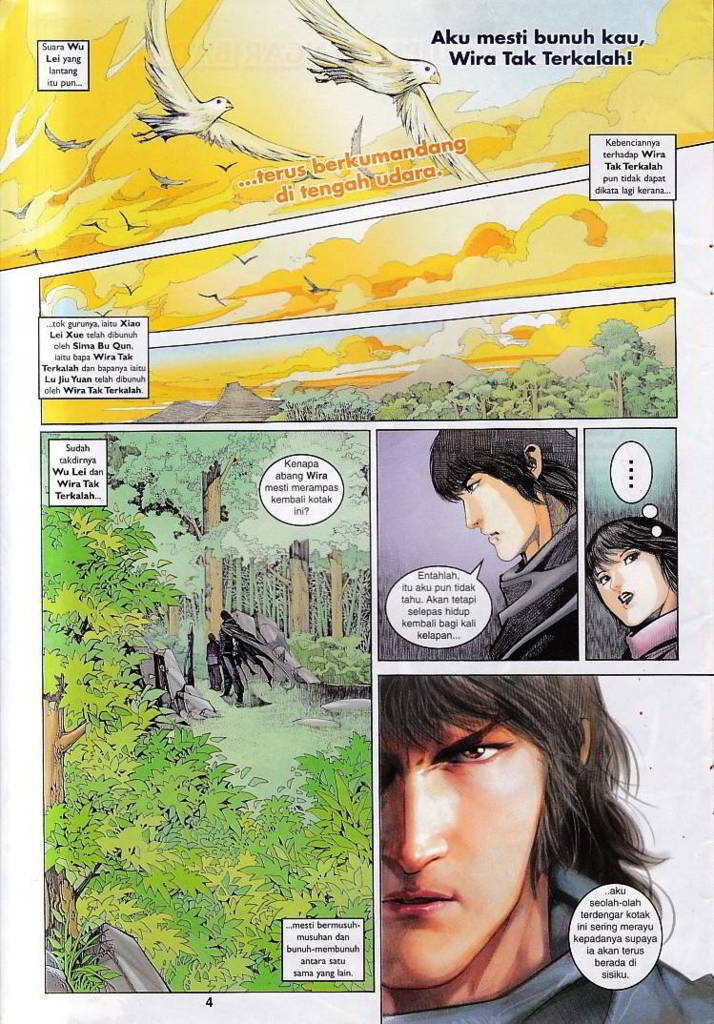 Suara Wu
Lei yang
lantang
itu pun...
Aku mesti bunuh kau,
Wira Tak Terkalah!
...terus berkumandang
di tengah udara.
Kebenciannya
terhadap Wira
Tak Terkalah
pun tidak dapat
dikata lagi kerana...
...tok gurunya, iaitu Xiao
Lei Xue telah dibunuh
oleh Sima Bu Qun,
iaitu bapa Wira Tak
Terkalah dan bapanya iaitu
Lu Jiu Yuan telah dibunuh
oleh Wira Tak Terkalah.
Sudah
takdirnya
Wu Lei dan
Wira Tak
Terkalah...
Kenapa
abang Wira
mesti merampas
kembali kotak
ini?
...mesti bermusuh-
musuhan dan
bunuh-membunuh
antara satu
sama yang lain.
Entahlah,
itu aku pun tidak
tahu. Akan tetapi
selepas hidup
kembali bagi kali
kelapan...
....
..aku
seolah-olah
terdengar kotak
ini sering merayu
kepadanya supaya
ia akan terus
berada di
sisiku.
4